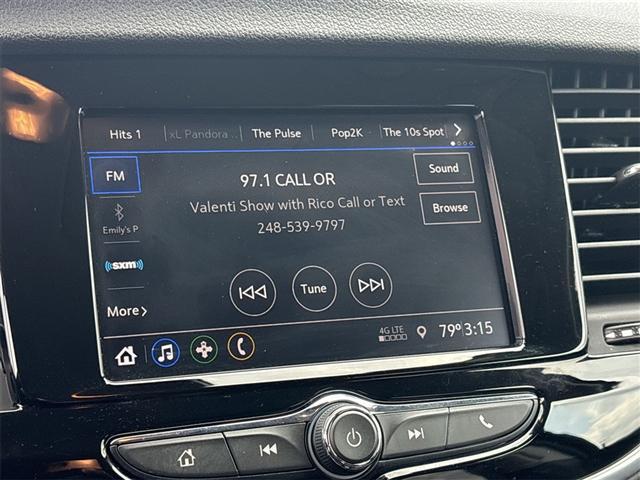 Hits 1 xL Pandora .. The Pulse Pop2K The 10s Spot
FM
97.1 CALL OR
Sound
Valenti Show with Rico Call or Text
Browse
248-539-9797
Emily's P
sxm
Tune
More
4G LTE
79° 3:15